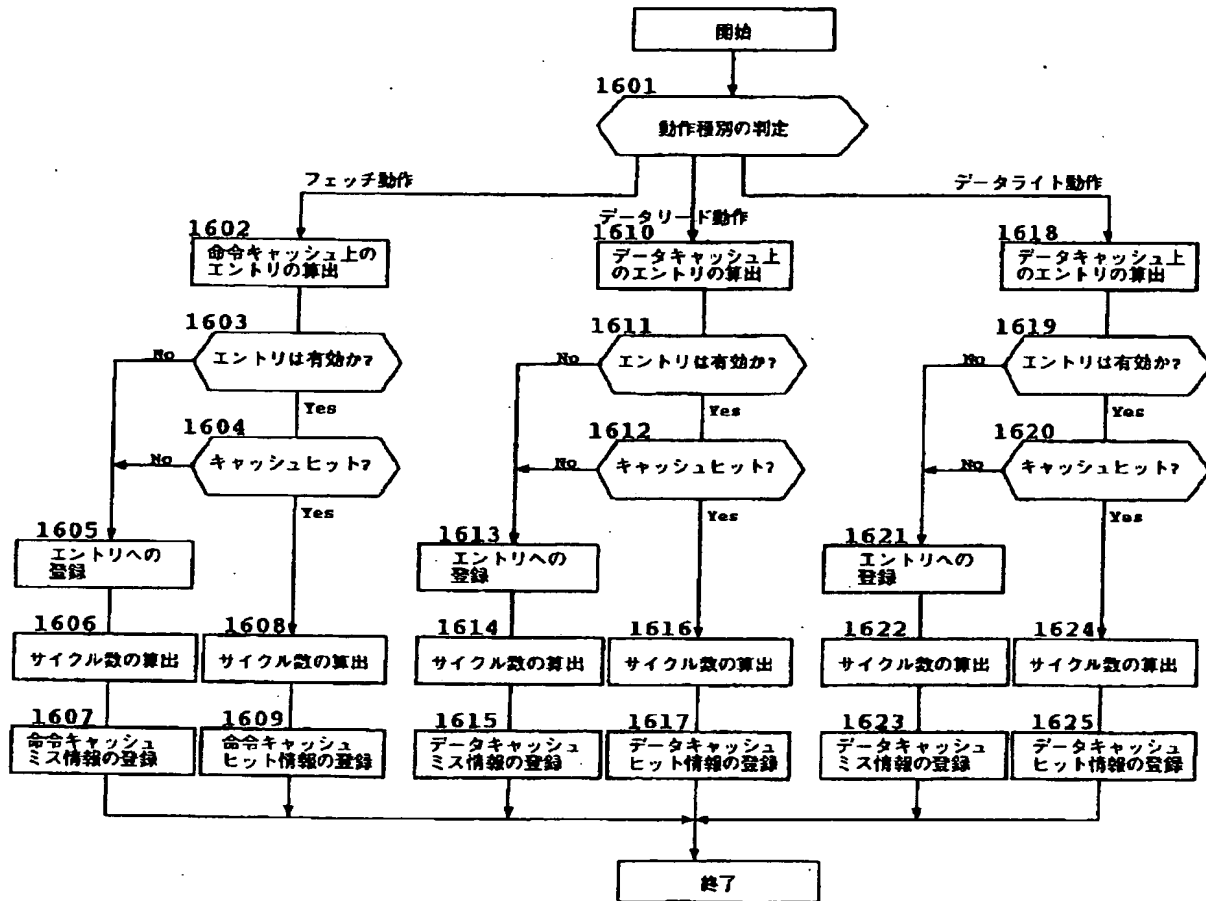 開始
1601
動作種別の判定
フェッチ動作
データリード動作
データライト動作
1602
命令キャッシュ上の
エントリの算出
1610
データキャッシュ上
のエントリの算出
1618
データキャッシュ上
のエントリの算出
1603
エントリは有効か?
No
Yes
1611
エントリは有効か?
No
Yes
1619
エントリは有効か?
No
Yes
1604
キャッシュヒット?
No
Yes
1612
キャッシュヒット?
No
Yes
1620
キャッシュヒット?
No
Yes
1605
エントリへの
登録
1613
エントリへの
登録
1621
エントリへの
登録
1606
サイクル数の算出
1608
サイクル数の算出
1614
サイクル数の算出
1616
サイクル数の算出
1622
サイクル数の算出
1624
サイクル数の算出
1607
命令キャッシュ
ミス情報の登録
1609
命令キャッシュ
ヒット情報の登録
1615
データキャッシュ
ミス情報の登録
1617
データキャッシュ
ヒット情報の登録
1623
データキャッシュ
ミス情報の登録
1625
データキャッシュ
ヒット情報の登録
終了